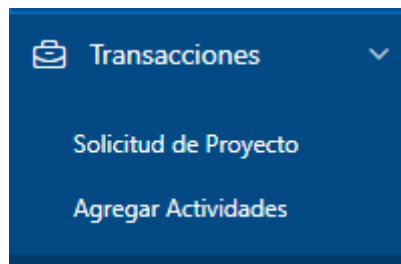 Transacciones
Solicitud de Proyecto
Agregar Actividades